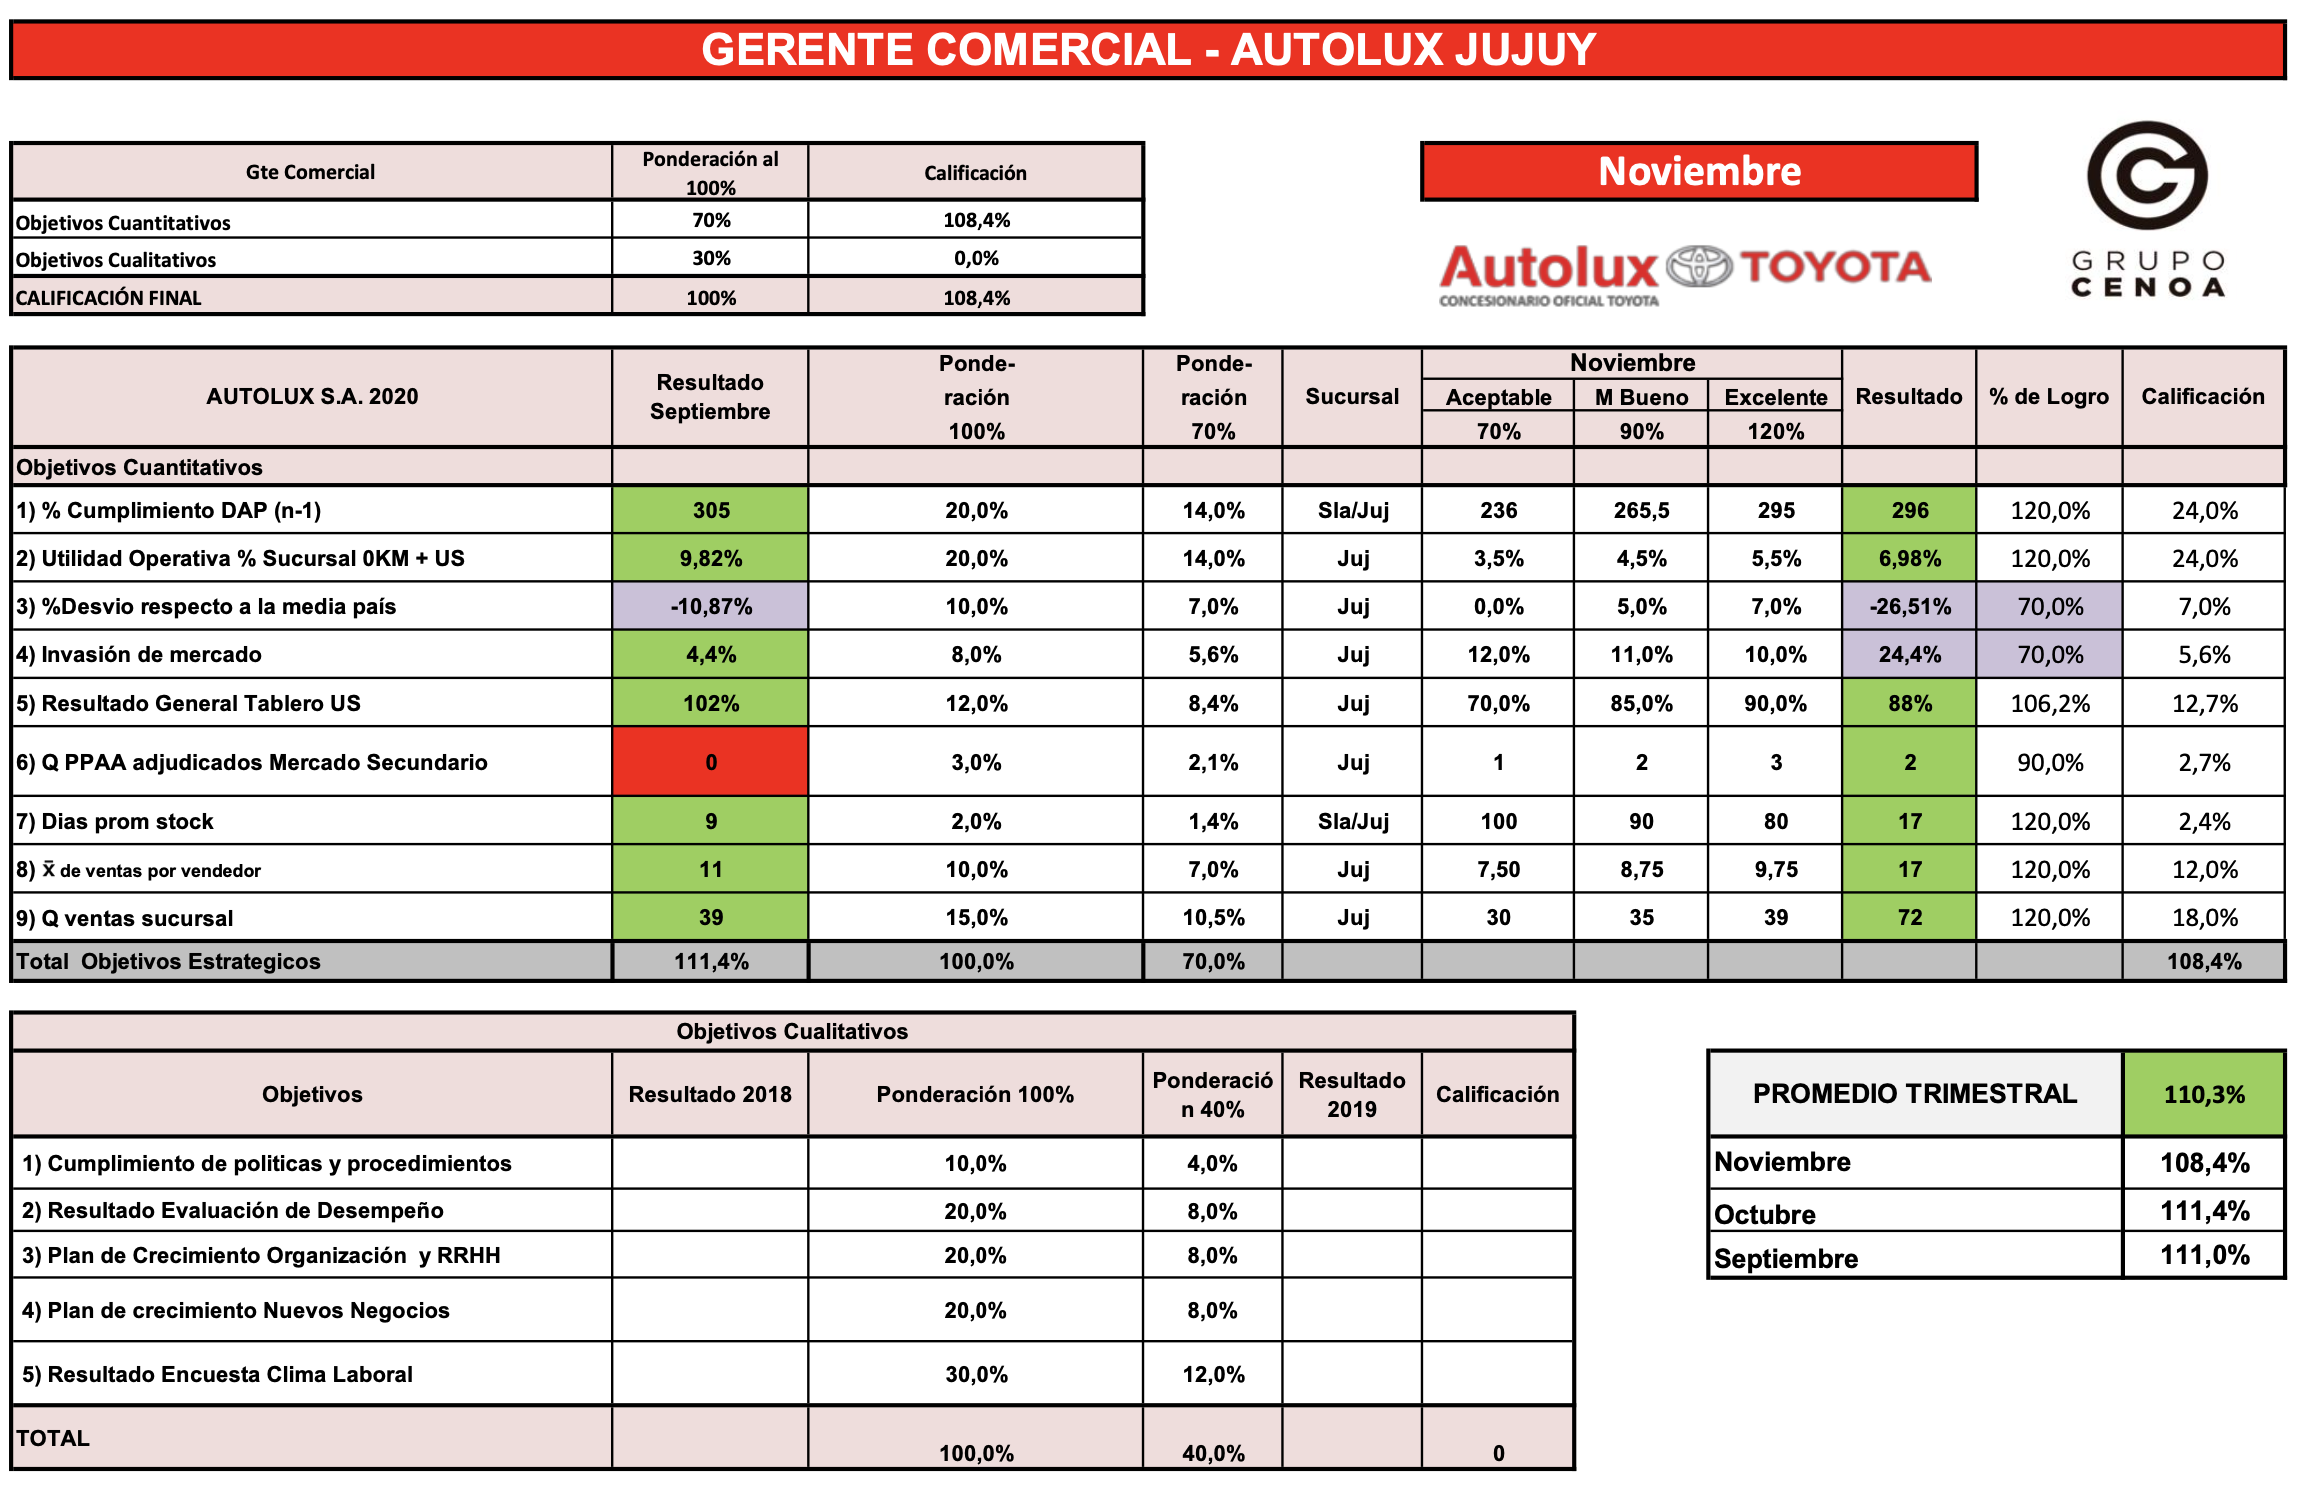 GERENTE COMERCIAL - AUTOLUX JUJUY
Gte Comercial Ponderación al 100% Calificación
Objetivos Cuantitativos 70% 108,4%
Objetivos Cualitativos 30% 0,0%
CALIFICACIÓN FINAL 100% 108,4%
Noviembre
Autolux TOYOTA
CONCESIONARIO OFICIAL TOYOTA
GRUPO
CENOA
AUTOLUX S.A. 2020 Resultado Septiembre Ponde-ración 100% Ponde-ración 70% Sucursal Noviembre Resultado % de Logro Calificación
Aceptable M Bueno Excelente
70% 90% 120%
Objetivos Cuantitativos
1) % Cumplimiento DAP (n-1) 305 20,0% 14,0% Sla/Juj 236 265,5 295 296 120,0% 24,0%
2) Utilidad Operativa % Sucursal 0KM + US 9,82% 20,0% 14,0% Juj 3,5% 4,5% 5,5% 6,98% 120,0% 24,0%
3) %Desvio respecto a la media país -10,87% 10,0% 7,0% Juj 0,0% 5,0% 7,0% -26,51% 70,0% 7,0%
4) Invasión de mercado 4,4% 8,0% 5,6% Juj 12,0% 11,0% 10,0% 24,4% 70,0% 5,6%
5) Resultado General Tablero US 102% 12,0% 8,4% Juj 70,0% 85,0% 90,0% 88% 106,2% 12,7%
6) Q PPAA adjudicados Mercado Secundario 0 3,0% 2,1% Juj 1 2 3 2 90,0% 2,7%
7) Dias prom stock 9 2,0% 1,4% Sla/Juj 100 90 80 17 120,0% 2,4%
8) x̄ de ventas por vendedor 11 10,0% 7,0% Juj 7,50 8,75 9,75 17 120,0% 12,0%
9) Q ventas sucursal 39 15,0% 10,5% Juj 30 35 39 72 120,0% 18,0%
Total Objetivos Estrategicos 111,4% 100,0% 70,0% 108,4%
Objetivos Cualitativos
Objetivos Resultado 2018 Ponderación 100% Ponderación 40% Resultado 2019 Calificación
1) Cumplimiento de politicas y procedimientos 10,0% 4,0%
2) Resultado Evaluación de Desempeño 20,0% 8,0%
3) Plan de Crecimiento Organización y RRHH 20,0% 8,0%
4) Plan de crecimiento Nuevos Negocios 20,0% 8,0%
5) Resultado Encuesta Clima Laboral 30,0% 12,0%
TOTAL 100,0% 40,0% 0
PROMEDIO TRIMESTRAL 110,3%
Noviembre 108,4%
Octubre 111,4%
Septiembre 111,0%